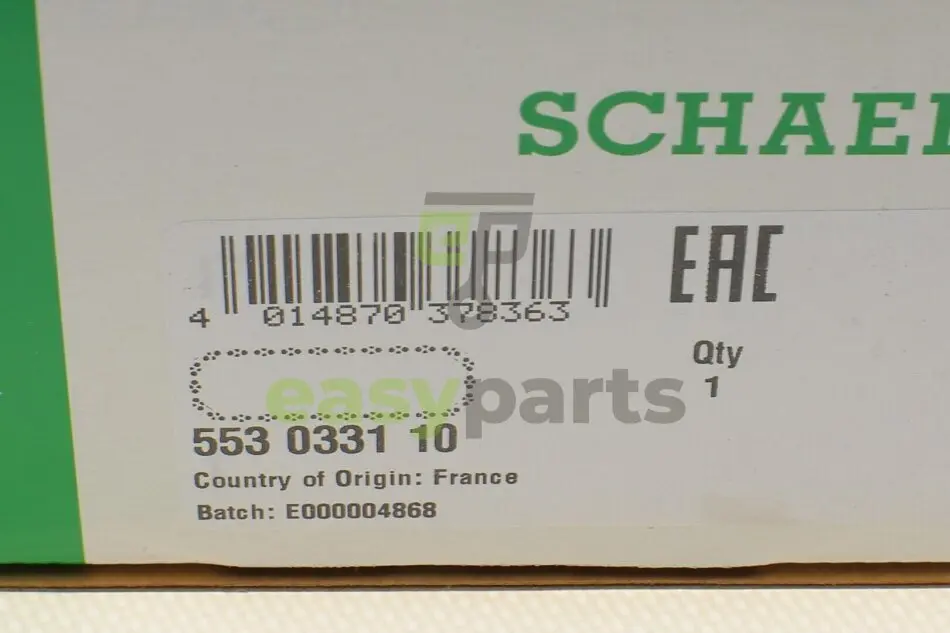 SCHAE
EAC
4 014870 378363
Qty
1
easyparts
553 0331 10
Country of Origin: France
Batch: E000004868